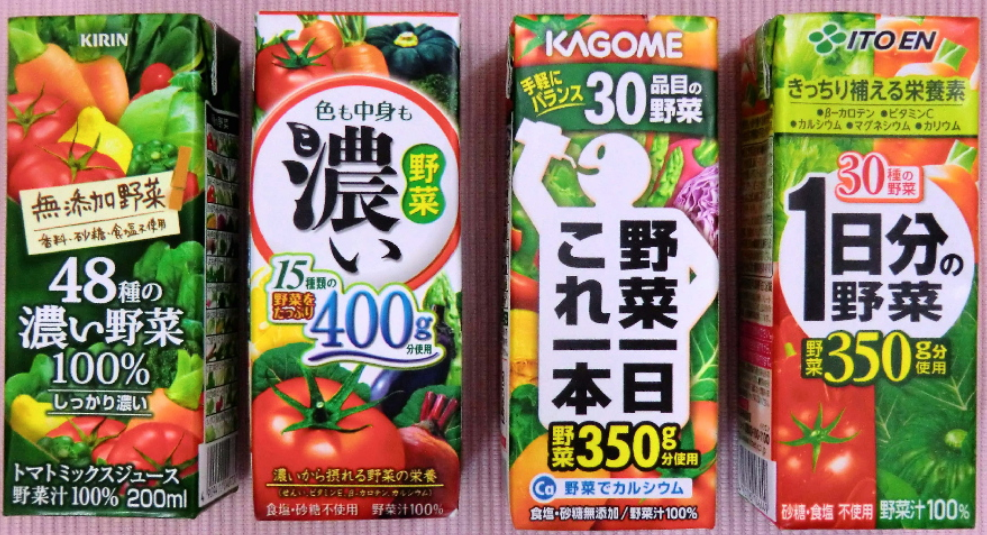 KIRIN
無添加野菜
香料・砂糖・食塩不使用
48種の
濃い野菜
100%
しっかり濃い
トマトミックスジュース
野菜汁100% 200ml
色も中身も
濃い
野菜
15種類の
野菜を
たっぷり
400g
分使用
濃いから摂れる野菜の栄養
食塩・砂糖不使用 野菜汁100%
KAGOME
手軽に
バランス
30品目の
野菜
野菜一日
これ一本
野菜350g
分使用
Ca 野菜でカルシウム
食塩・砂糖無添加/野菜汁100%
ITO EN
きっちり補える栄養素
●β-カロテン ●ビタミンC
●カルシウム ●マグネシウム ●カリウム
30種の
野菜
1日分の
野菜
野菜350g分
使用
砂糖・食塩 不使用 野菜汁100%